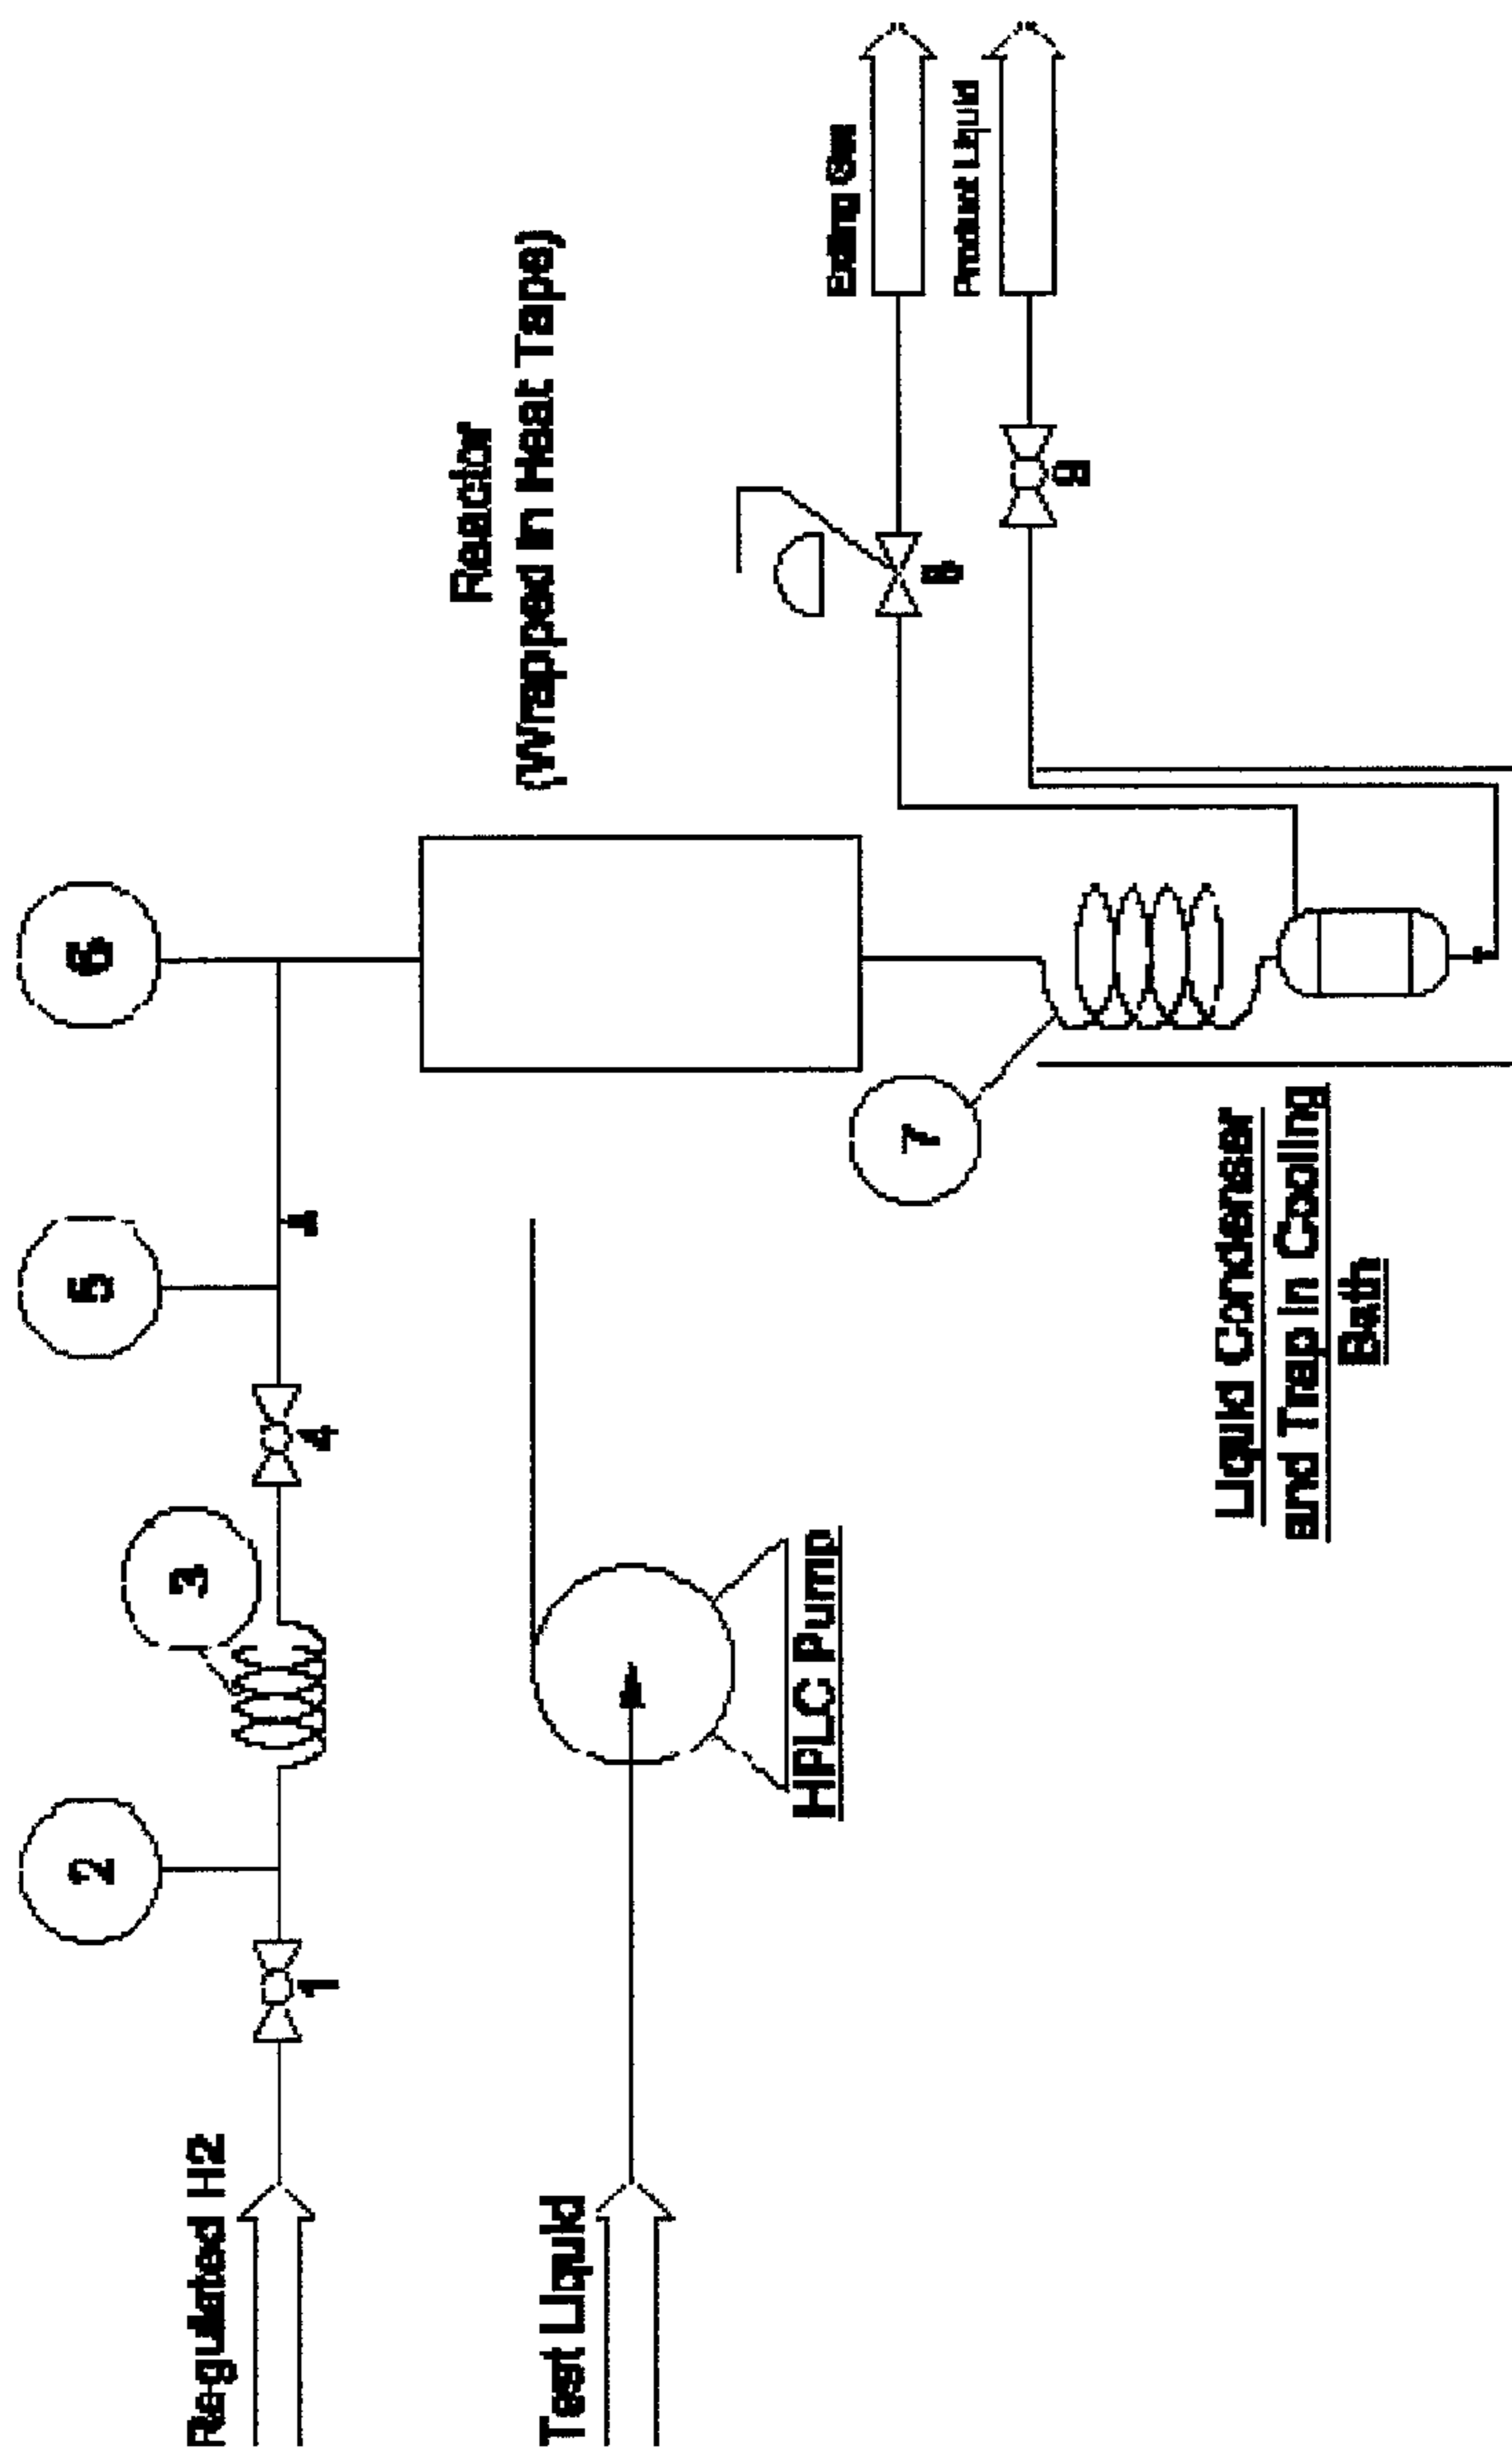 Regulated H2
1
2
3
4
5
6
Reactor
(Wrapped in Heat Tape)
Test Liquid
HPLC Pump
7
Liquid Condenser
and Trap in Cooling
Bath
8
Exiting Gas
9
Product Liquid